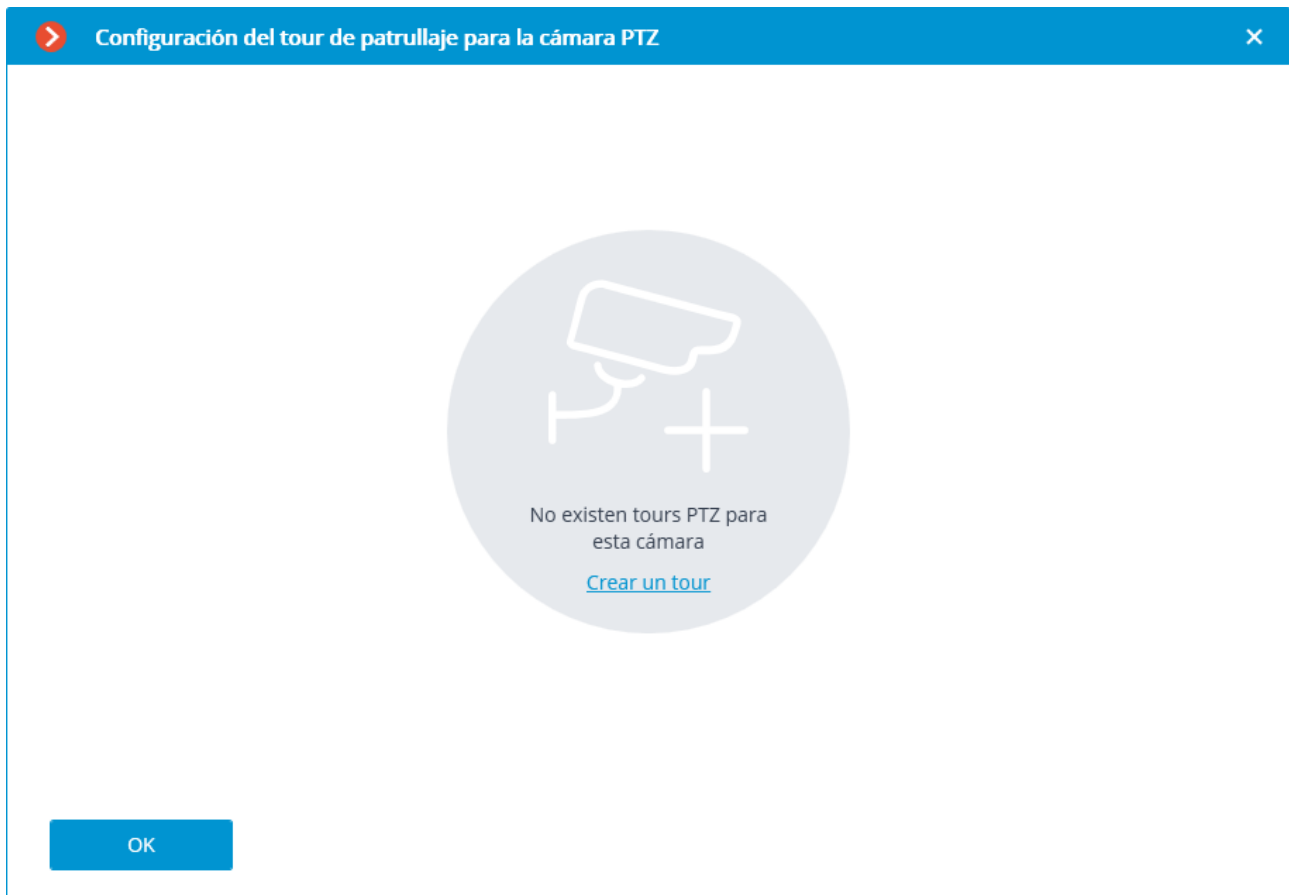 Configuración del tour de patrullaje para la cámara PTZ
No existen tours PTZ para
esta cámara
Crear un tour
OK